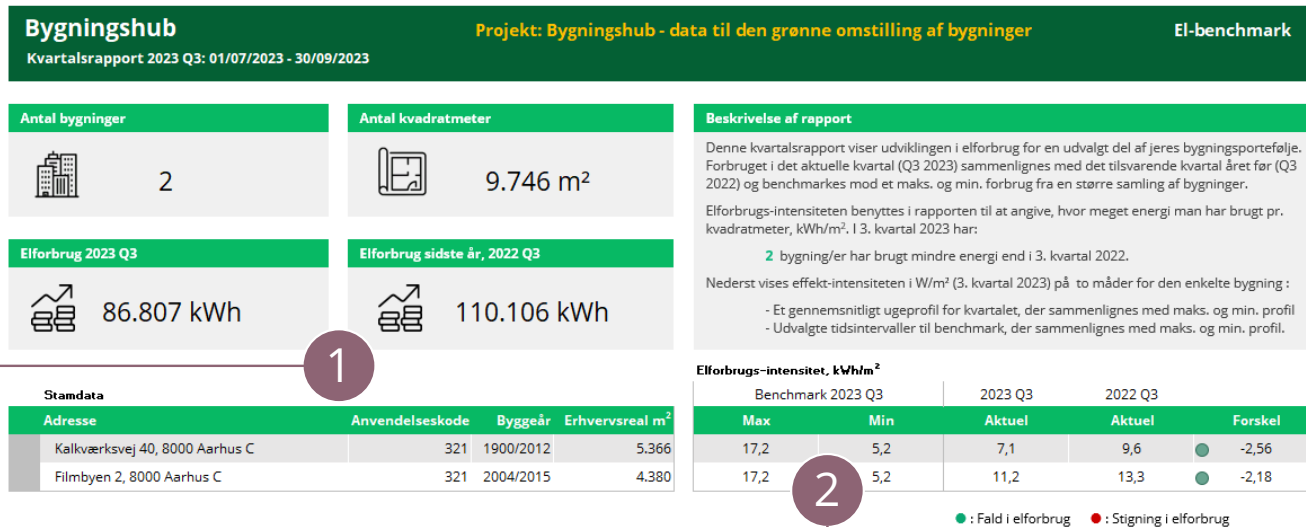 Bygningshub
Projekt: Bygningshub - data til den grønne omstilling af bygninger
El-benchmark
Kvartalsrapport 2023 Q3: 01/07/2023 - 30/09/2023
Antal bygninger
2
Antal kvadratmeter
9.746 m²
Elforbrug 2023 Q3
86.807 kWh
Elforbrug sidste år, 2022 Q3
110.106 kWh
Beskrivelse af rapport
Denne kvartalsrapport viser udviklingen i elforbrug for en udvalgt del af jeres bygningsportefølje.
Forbruget i det aktuelle kvartal (Q3 2023) sammenlignes med det tilsvarende kvartal året før (Q3
2022) og benchmarkes mod et maks. og min. forbrug fra en større samling af bygninger.
Elforbrugs-intensiteten benyttes i rapporten til at angive, hvor meget energi man har brugt pr.
kvadratmeter, kWh/m². I 3. kvartal 2023 har:
2 bygning/er har brugt mindre energi end i 3. kvartal 2022.
Nederst vises effekt-intensiteten i W/m² (3. kvartal 2023) på to måder for den enkelte bygning :
- Et gennemsnitligt ugeprofil for kvartalet, der sammenlignes med maks. og min. profil
- Udvalgte tidsintervaller til benchmark, der sammenlignes med maks. og min. profil.
1
Stamdata
Adresse Anvendelseskode Byggeår Erhvervsreal m²
Kalkværksvej 40, 8000 Aarhus C 321 1900/2012 5.366
Filmbyen 2, 8000 Aarhus C 321 2004/2015 4.380
Elforbrugs-intensitet, kWh/m²
Benchmark 2023 Q3 2023 Q3 2022 Q3
Max Min Aktuel Aktuel Forskel
17,2 5,2 7,1 9,6 -2,56
17,2 5,2 11,2 13,3 -2,18
2
: Fald i elforbrug : Stigning i elforbrug